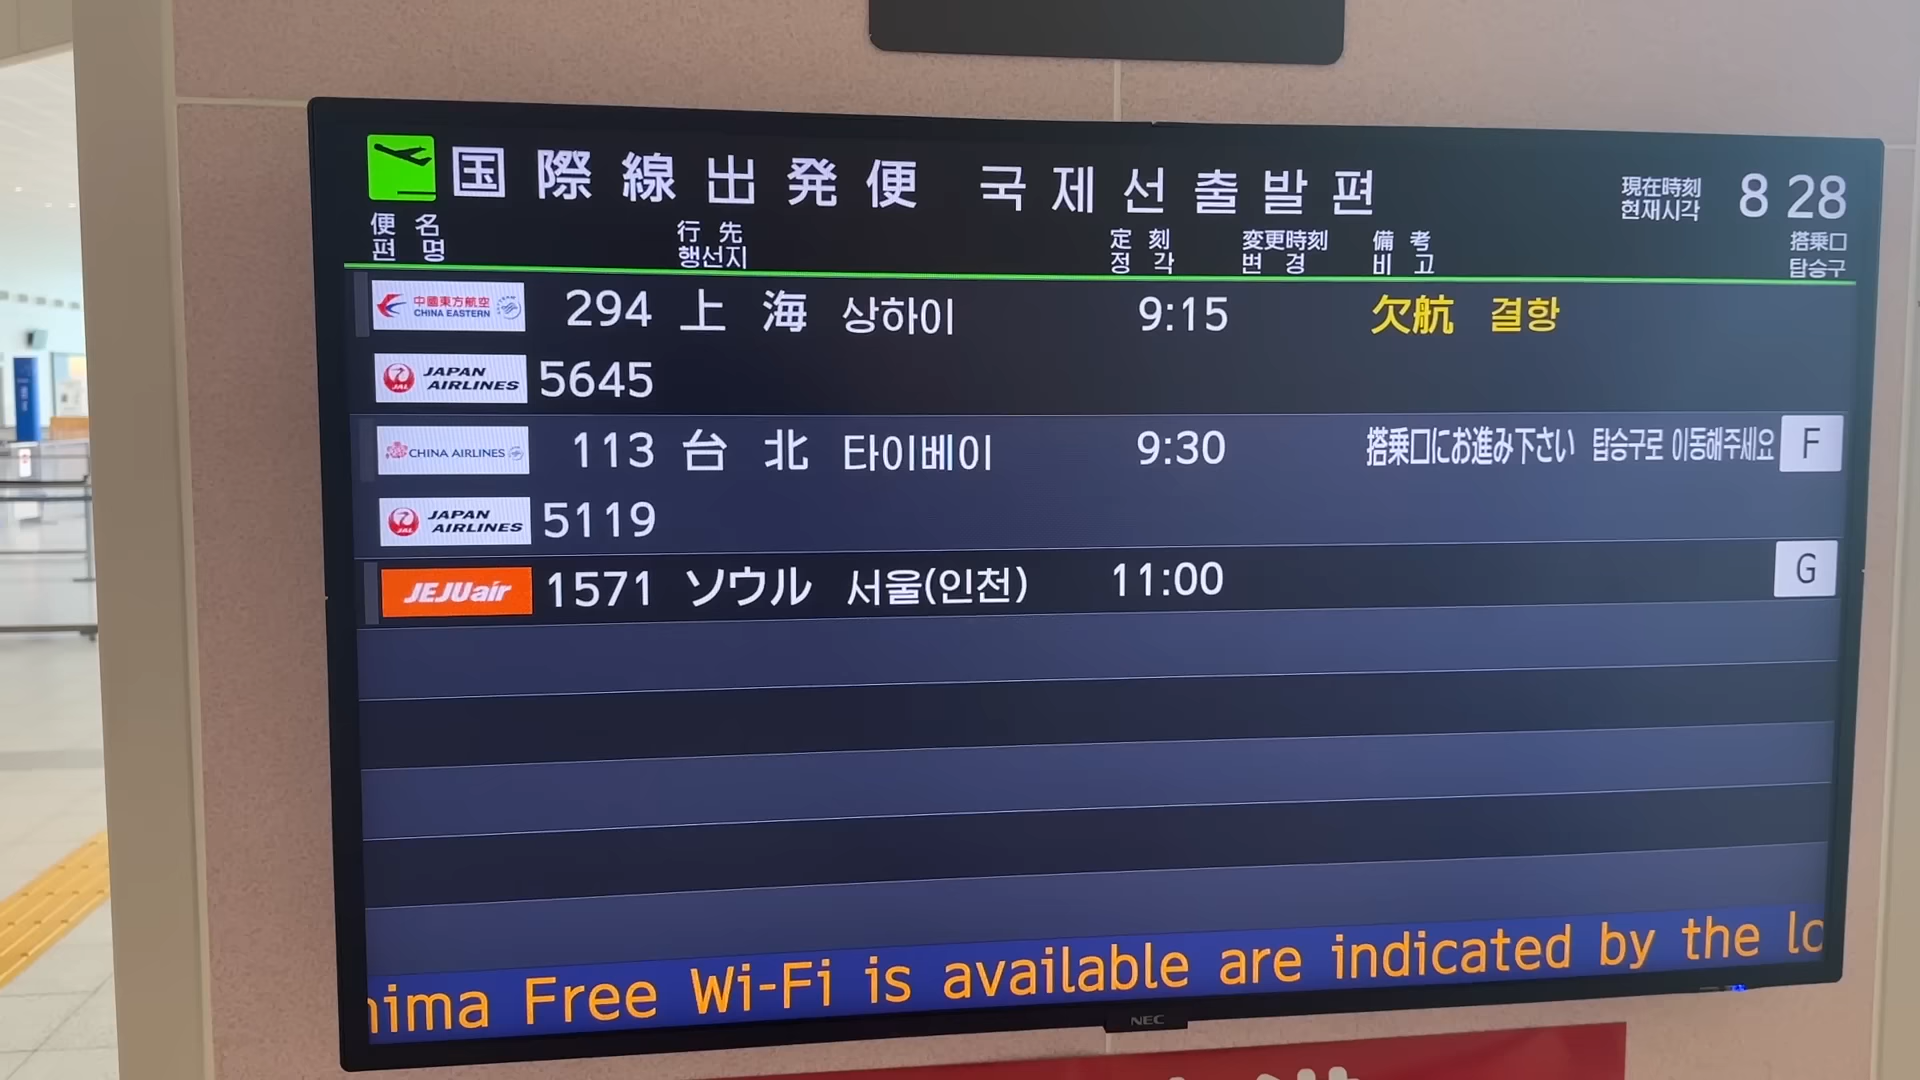 国際線出発便 국제선출발편 現在時刻 현재시각 8 28
便名 편명 行先 행선지 定刻 정각 変更時刻 변경 備考 비고 搭乗口 탑승구
中國東方航空 CHINA EASTERN 294 上海 상하이 9:15 欠航 결항
JAL JAPAN AIRLINES 5645
CHINA AIRLINES 113 台北 타이베이 9:30 搭乗口にお進み下さい 탑승구로 이동해주세요 F
JAL JAPAN AIRLINES 5119
JEJUair 1571 ソウル 서울(인천) 11:00 G
hima Free Wi-Fi is available are indicated by the lo
NEC